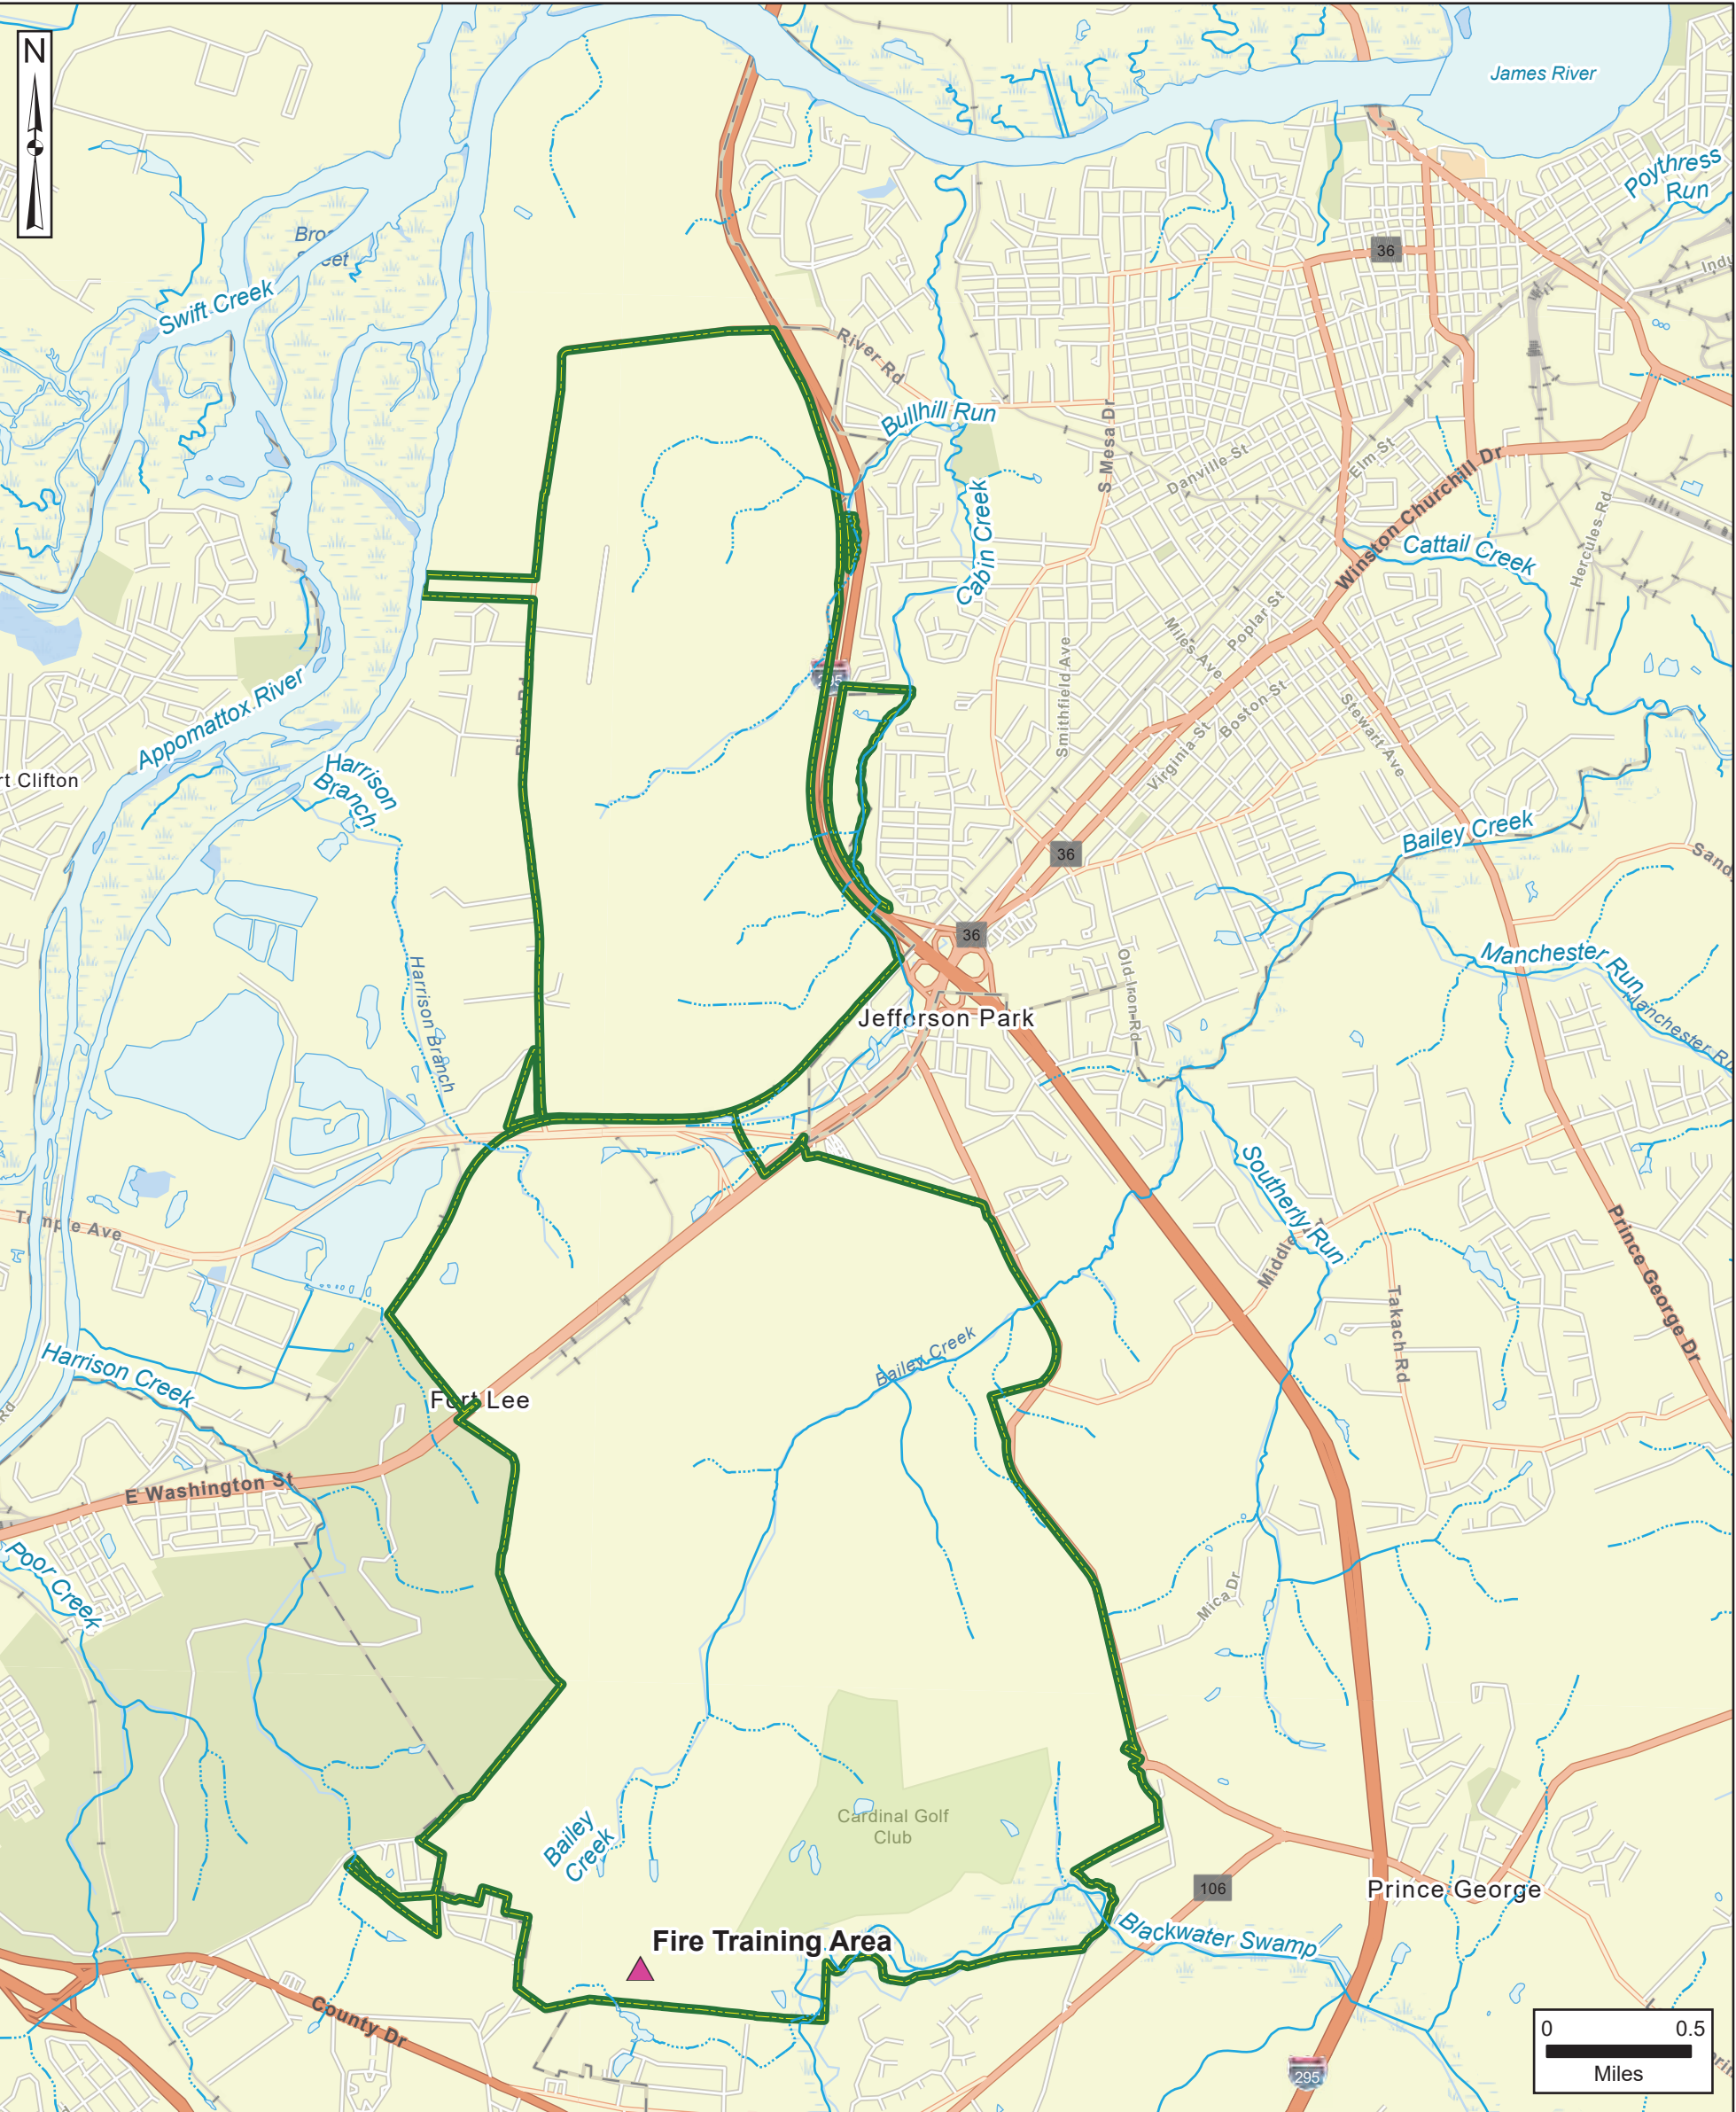 N
James River
Poythress
Run
36
Swift Creek
River Rd
Bullhill Run
S Mesa Dr
Danville St
Elm St
Winston Churchill Dr
Cabin Creek
Cattail Creek
Hercules Rd
Smithfield Ave
Miles Ave
Poplar St
Boston St
Virginia St
Stewart Ave
Appomattox River
rt Clifton
Harrison
Branch
36
Bailey Creek
36
Manchester Run
Old Iron Rd
Harrison Branch
Jefferson Park
Temple Ave
Southerly Run
Prince George Dr
Takach Rd
Harrison Creek
Bailey Creek
Fort Lee
E Washington St
Poor Creek
Mica Dr
Cardinal Golf
Club
Bailey
Creek
106
Prince George
Fire Training Area
Blackwater Swamp
County Dr
295
0 0.5
Miles